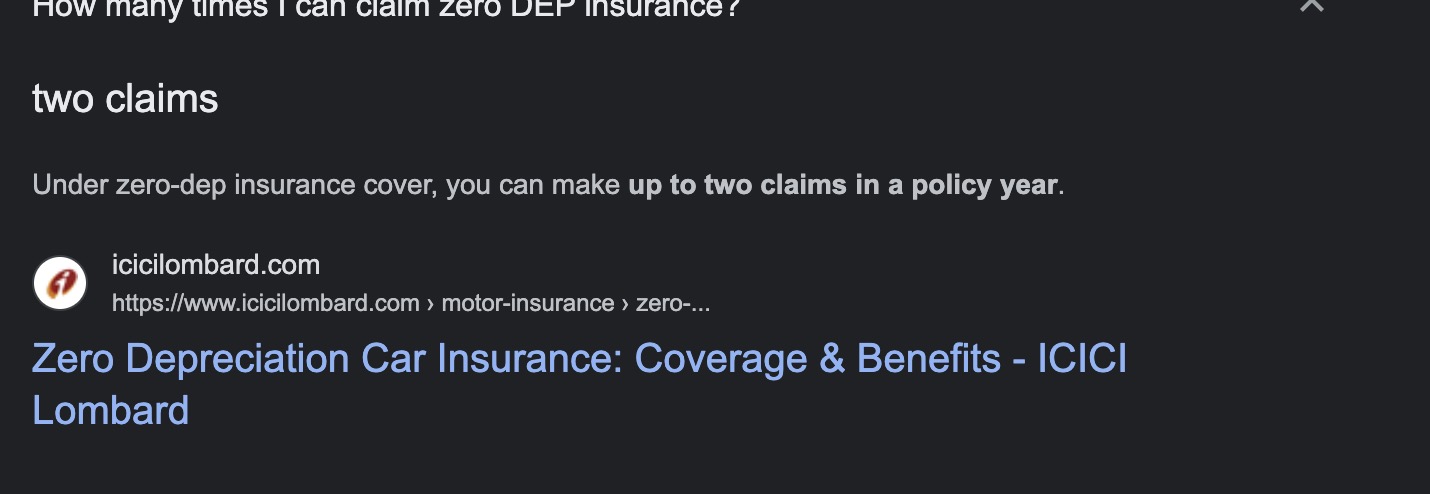 How many times I can claim zero DEP insurance?
two claims
Under zero-dep insurance cover, you can make up to two claims in a policy year.
icicilombard.com
https://www.icicilombard.com › motor-insurance › zero-...
Zero Depreciation Car Insurance: Coverage & Benefits - ICICI
Lombard